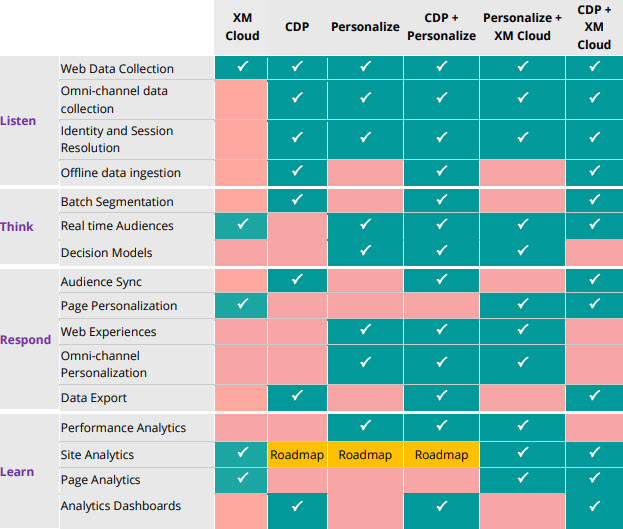 XM Cloud CDP Personalize CDP + Personalize Personalize + XM Cloud CDP + XM Cloud
Listen
Web Data Collection ✓ ✓ ✓ ✓ ✓ ✓
Omni-channel data collection ✓ ✓ ✓ ✓ ✓
Identity and Session Resolution ✓ ✓ ✓ ✓ ✓
Offline data ingestion ✓ ✓ ✓
Think
Batch Segmentation ✓ ✓ ✓
Real time Audiences ✓ ✓ ✓ ✓ ✓
Decision Models ✓ ✓ ✓
Respond
Audience Sync ✓ ✓ ✓
Page Personalization ✓ ✓ ✓
Web Experiences ✓ ✓ ✓
Omni-channel Personalization ✓ ✓ ✓
Data Export ✓ ✓ ✓
Learn
Performance Analytics ✓ ✓ ✓
Site Analytics ✓ Roadmap Roadmap Roadmap ✓ ✓
Page Analytics ✓ ✓ ✓
Analytics Dashboards ✓ ✓ ✓